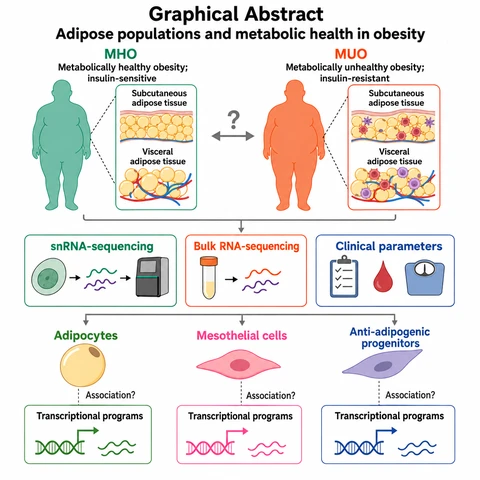 Graphical Abstract
Adipose populations and metabolic health in obesity
MHO
Metabolically healthy obesity;
insulin-sensitive
MUO
Metabolically unhealthy obesity;
insulin-resistant
Subcutaneous
adipose tissue
Visceral
adipose tissue
?
Subcutaneous
adipose tissue
Visceral
adipose tissue
snRNA-sequencing
Bulk RNA-sequencing
Clinical parameters
Adipocytes
Mesothelial cells
Anti-adipogenic
progenitors
Association?
Association?
Association?
Transcriptional programs
Transcriptional programs
Transcriptional programs